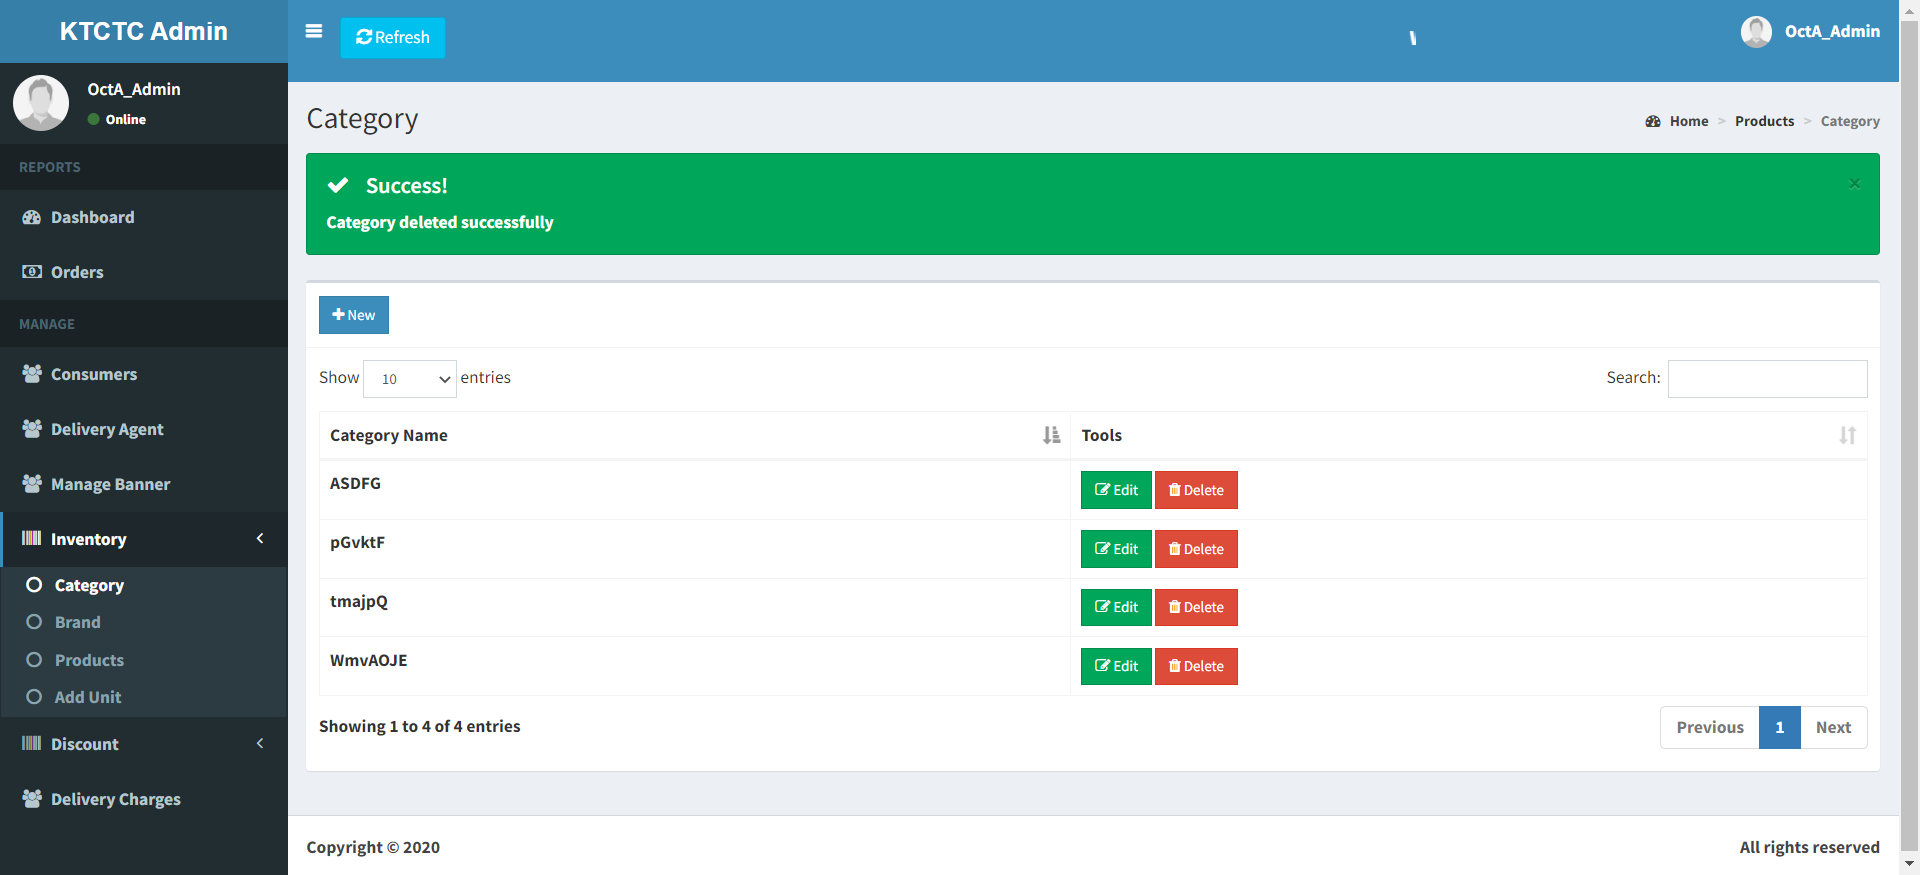 KTCTC Admin
Refresh
OctA_Admin
OctA_Admin
Online
REPORTS
Dashboard
Orders
MANAGE
Consumers
Delivery Agent
Manage Banner
Inventory
Category
Brand
Products
Add Unit
Discount
Delivery Charges
Category
Home > Products > Category
Success!
×
Category deleted successfully
New
Show 10 entries
Search:
Category Name Tools
ASDFG Edit Delete
pGvktF Edit Delete
tmajpQ Edit Delete
WmvAOJE Edit Delete
Showing 1 to 4 of 4 entries
Previous 1 Next
Copyright © 2020
All rights reserved